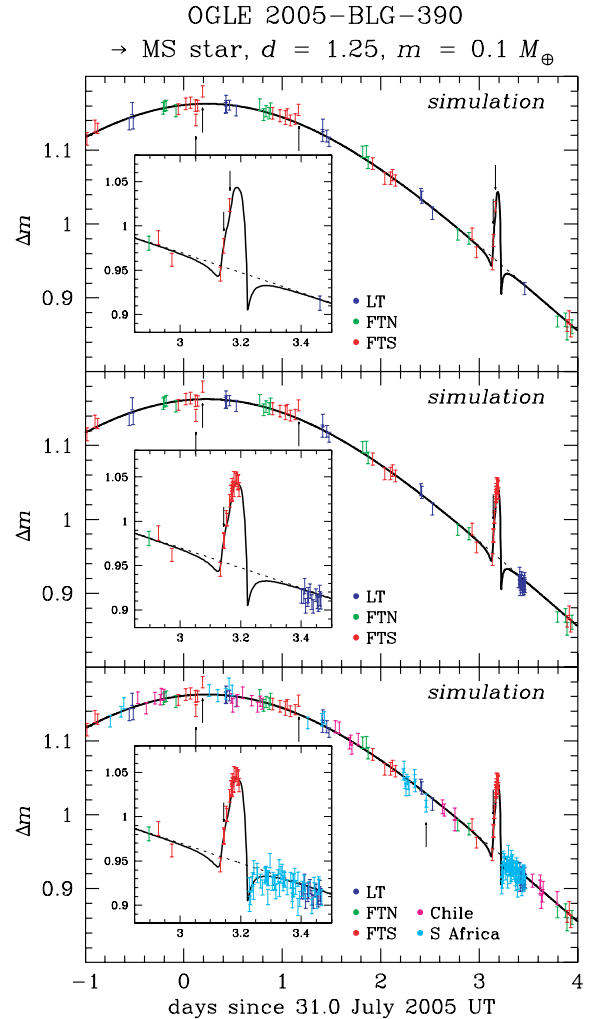 OGLE 2005-BLG-390
→ MS star, d = 1.25, m = 0.1 M⊕
simulation
1.1
1
0.9
Δm
1.05
1
0.95
0.9
3 3.2 3.4
LT
FTN
FTS
simulation
1.1
1
0.9
Δm
1.05
1
0.95
0.9
3 3.2 3.4
LT
FTN
FTS
simulation
1.1
1
0.9
Δm
1.05
1
0.95
0.9
3 3.2 3.4
LT
FTN Chile
FTS S Africa
-1 0 1 2 3 4
days since 31.0 July 2005 UT